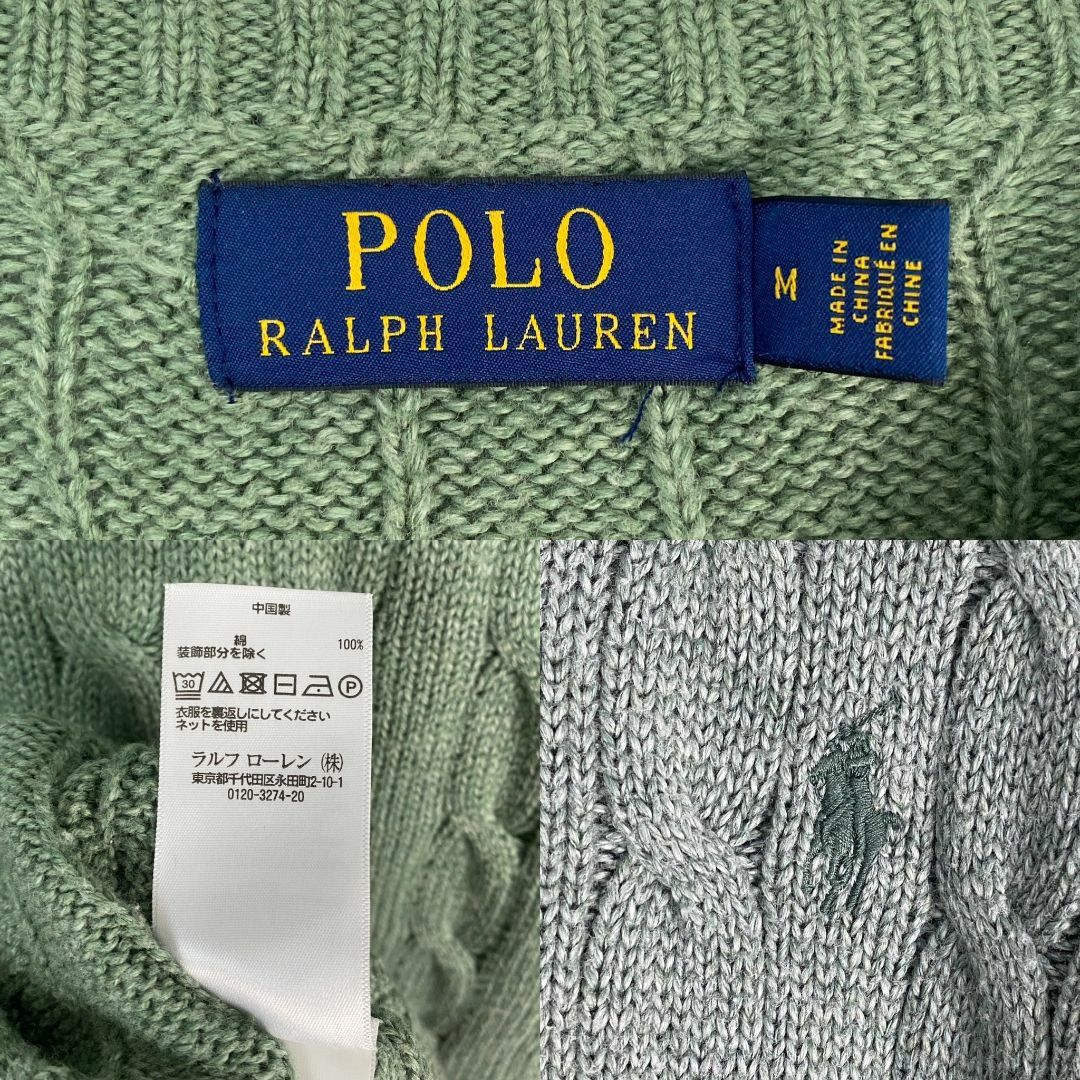 POLO
RALPH LAUREN
M
MADE IN
CHINA
FABRIQUÉ EN
CHINE
中国製
綿 100%
装飾部分を除く
30 P
衣服を裏返しにしてください
ネットを使用
ラルフ ローレン (株)
東京都千代田区永田町2-10-1
0120-3274-20